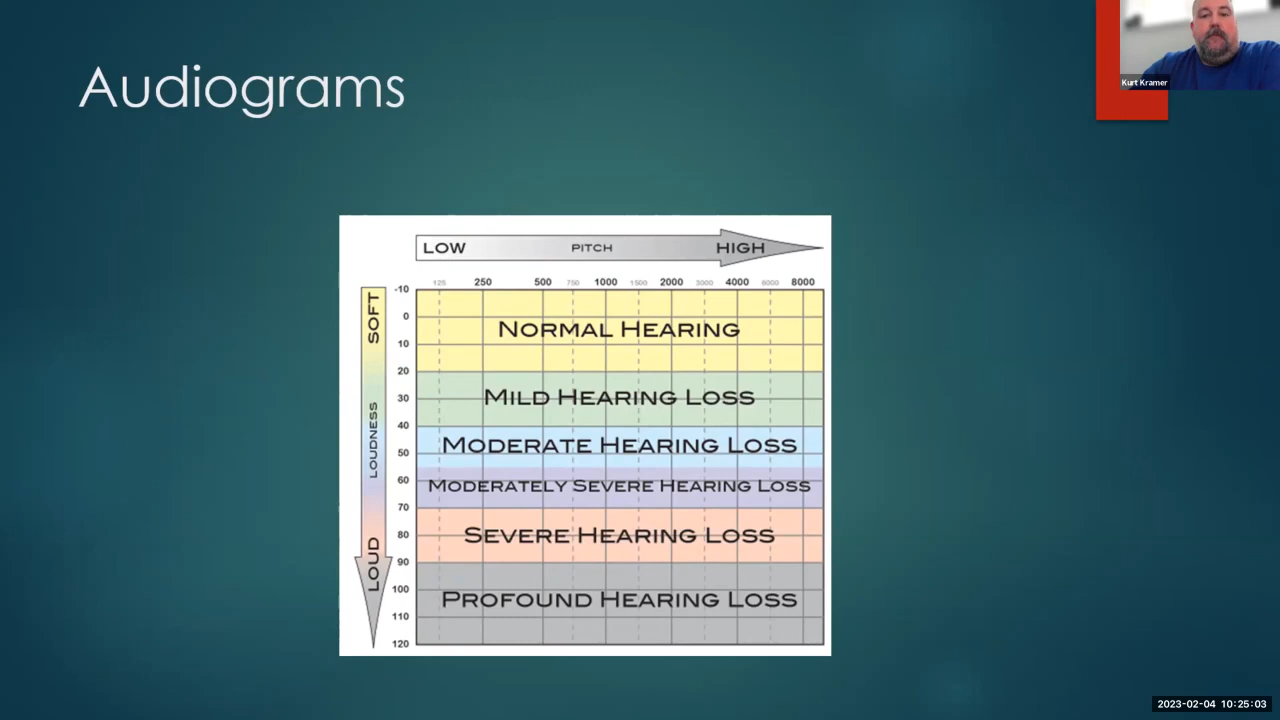 Audiograms
Kurt Kramer
LOW PITCH HIGH
125 250 500 750 1000 1500 2000 3000 4000 6000 8000
SOFT
LOUDNESS
LOUD
-10
0
10
20
30
40
50
60
70
80
90
100
110
120
NORMAL HEARING
MILD HEARING LOSS
MODERATE HEARING LOSS
MODERATELY SEVERE HEARING LOSS
SEVERE HEARING LOSS
PROFOUND HEARING LOSS
2023-02-04 10:25:03